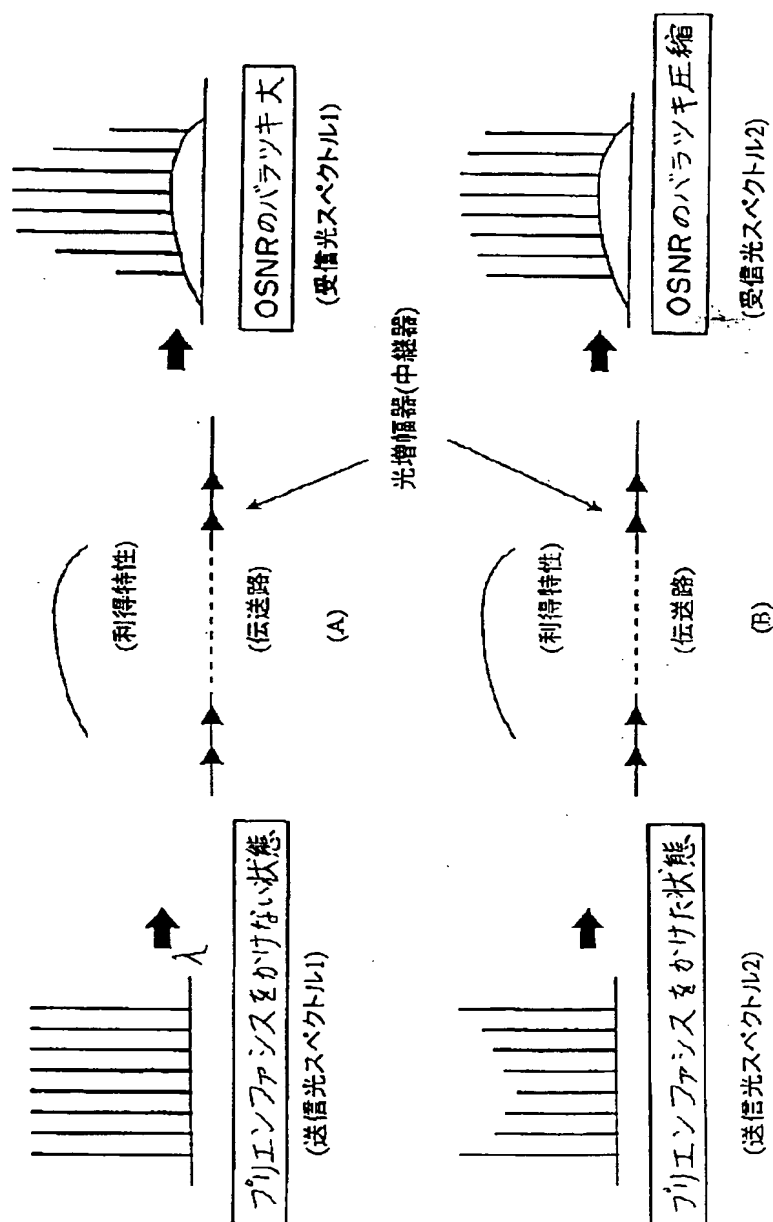 λ
プリエンファシスをかけない状態
(送信光スペクトル1)
(利得特性)
(伝送路)
(A)
OSNRのバラツキ大
(受信光スペクトル1)
光増幅器(中継器)
プリエンファシスをかけた状態
(送信光スペクトル2)
(利得特性)
(伝送路)
(B)
OSNRのバラツキ圧縮
(受信光スペクトル2)